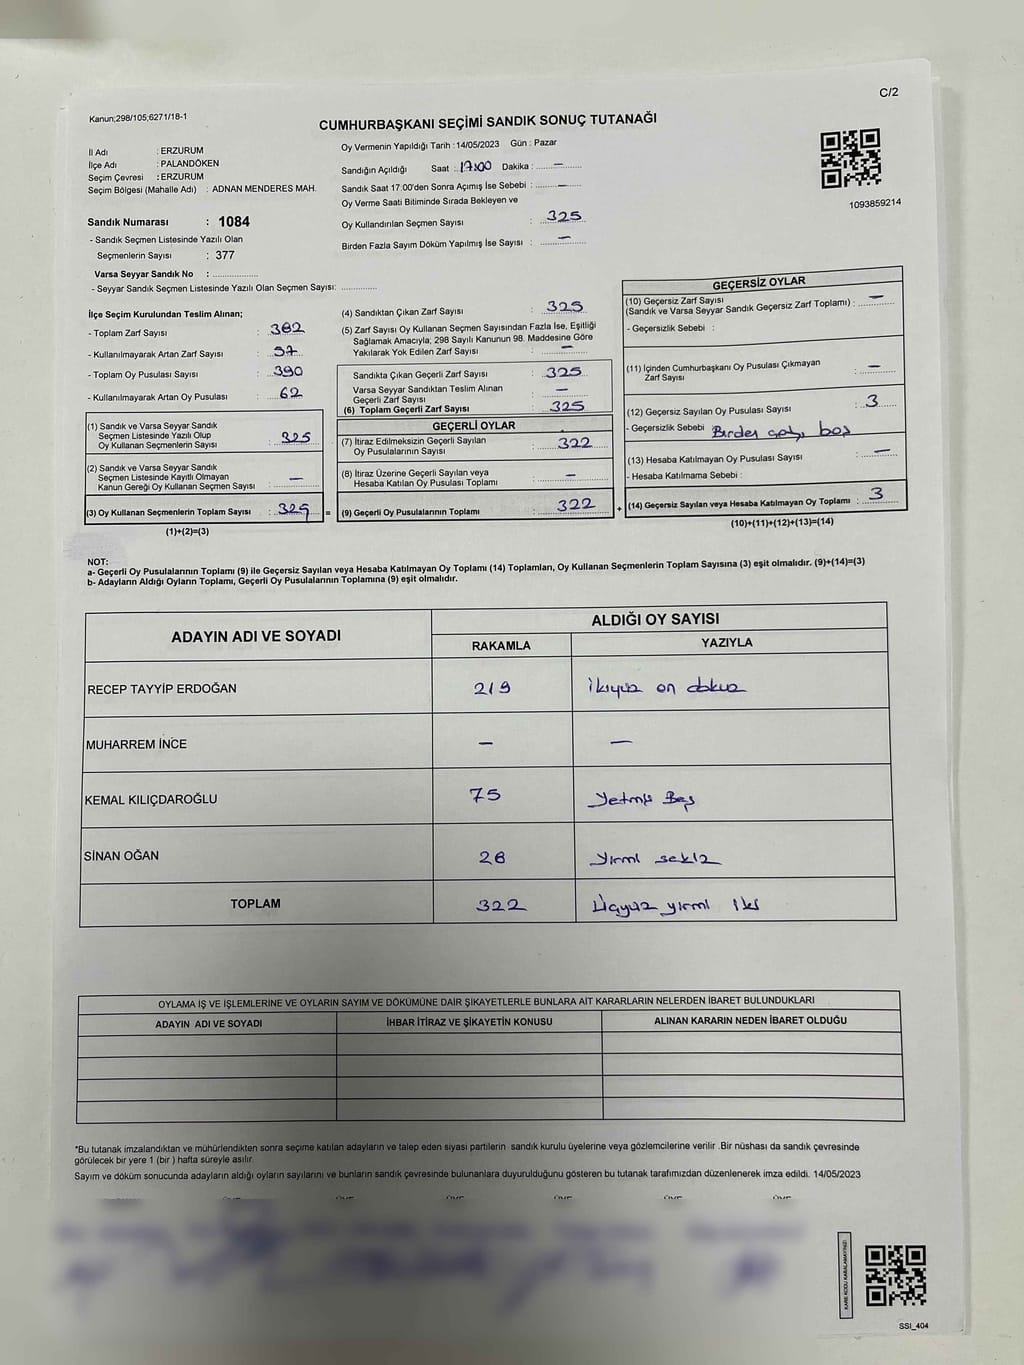 C/2
Kanun;298/105;6271/18-1
CUMHURBAŞKANI SEÇİMİ SANDIK SONUÇ TUTANAĞI
İl Adı : ERZURUM
İlçe Adı : PALANDÖKEN
Seçim Çevresi : ERZURUM
Seçim Bölgesi (Mahalle Adı) : ADNAN MENDERES MAH.
Sandık Numarası : 1084
- Sandık Seçmen Listesinde Yazılı Olan
Seçmenlerin Sayısı : 377
Varsa Seyyar Sandık No : ..................
- Seyyar Sandık Seçmen Listesinde Yazılı Olan Seçmen Sayısı: ..............
Oy Vermenin Yapıldığı Tarih : 14/05/2023 Gün : Pazar
Sandığın Açıldığı Saat : 17:00 Dakika : —
Sandık Saat 17.00'den Sonra Açımış İse Sebebi : —
Oy Verme Saati Bitiminde Sırada Bekleyen ve
Oy Kullandırılan Seçmen Sayısı : 325
Birden Fazla Sayım Döküm Yapılmış İse Sayısı : —
1093859214
İlçe Seçim Kurulundan Teslim Alınan;
- Toplam Zarf Sayısı : 382
- Kullanılmayarak Artan Zarf Sayısı : 57
- Toplam Oy Pusulası Sayısı : 390
- Kullanılmayarak Artan Oy Pusulası : 62
(1) Sandık ve Varsa Seyyar Sandık
Seçmen Listesinde Yazılı Olup
Oy Kullanan Seçmenlerin Sayısı : 325
(2) Sandık ve Varsa Seyyar Sandık
Seçmen Listesinde Kayıtlı Olmayan
Kanun Gereği Oy Kullanan Seçmen Sayısı : —
(3) Oy Kullanan Seçmenlerin Toplam Sayısı : 325 =
(1)+(2)=(3)
(4) Sandıktan Çıkan Zarf Sayısı : 325
(5) Zarf Sayısı Oy Kullanan Seçmen Sayısından Fazla İse, Eşitliği
Sağlamak Amacıyla; 298 Sayılı Kanunun 98. Maddesine Göre
Yakılarak Yok Edilen Zarf Sayısı : —
Sandıkta Çıkan Geçerli Zarf Sayısı : 325
Varsa Seyyar Sandıktan Teslim Alınan
Geçerli Zarf Sayısı : —
(6) Toplam Geçerli Zarf Sayısı : 325
GEÇERLİ OYLAR
(7) İtiraz Edilmeksizin Geçerli Sayılan
Oy Pusulalarının Sayısı : 322
(8) İtiraz Üzerine Geçerli Sayılan veya
Hesaba Katılan Oy Pusulası Toplamı : —
(9) Geçerli Oy Pusulalarının Toplamı : 322 +
GEÇERSİZ OYLAR
(10) Geçersiz Zarf Sayısı
(Sandık ve Varsa Seyyar Sandık Geçersiz Zarf Toplamı) : —
- Geçersizlik Sebebi :
(11) İçinden Cumhurbaşkanı Oy Pusulası Çıkmayan
Zarf Sayısı : —
(12) Geçersiz Sayılan Oy Pusulası Sayısı : 3
- Geçersizlik Sebebi : Birden çok, boş
(13) Hesaba Katılmayan Oy Pusulası Sayısı : —
- Hesaba Katılmama Sebebi :
(14) Geçersiz Sayılan veya Hesaba Katılmayan Oy Toplamı : 3
(10)+(11)+(12)+(13)=(14)
NOT:
a- Geçerli Oy Pusulalarının Toplamı (9) ile Geçersiz Sayılan veya Hesaba Katılmayan Oy Toplamı (14) Toplamları, Oy Kullanan Seçmenlerin Toplam Sayısına (3) eşit olmalıdır. (9)+(14)=(3)
b- Adayların Aldığı Oyların Toplamı, Geçerli Oy Pusulalarının Toplamına (9) eşit olmalıdır.
ADAYIN ADI VE SOYADI
ALDIĞI OY SAYISI
RAKAMLA YAZIYLA
RECEP TAYYİP ERDOĞAN 219 ikiyüz on dokuz
MUHARREM İNCE — —
KEMAL KILIÇDAROĞLU 75 Yetmiş Beş
SİNAN OĞAN 28 Yirmi sekiz
TOPLAM 322 Üçyüz yirmi iki
OYLAMA İŞ VE İŞLEMLERİNE VE OYLARIN SAYIM VE DÖKÜMÜNE DAİR ŞİKAYETLERLE BUNLARA AİT KARARLARIN NELERDEN İBARET BULUNDUKLARI
ADAYIN ADI VE SOYADI İHBAR İTİRAZ VE ŞİKAYETİN KONUSU ALINAN KARARIN NEDEN İBARET OLDUĞU
*Bu tutanak imzalandıktan ve mühürlendikten sonra seçime katılan adayların ve talep eden siyasi partilerin sandık kurulu üyelerine veya gözlemcilerine verilir .Bir nüshası da sandık çevresinde
görülecek bir yere 1 (bir ) hafta süreyle asılır.
Sayım ve döküm sonucunda adayların aldığı oyların sayılarını ve bunların sandık çevresinde bulunanlara duyurulduğunu gösteren bu tutanak tarafımızdan düzenlenerek imza edildi. 14/05/2023
KARE KODU KARALAMAYINIZ!
SSI_404